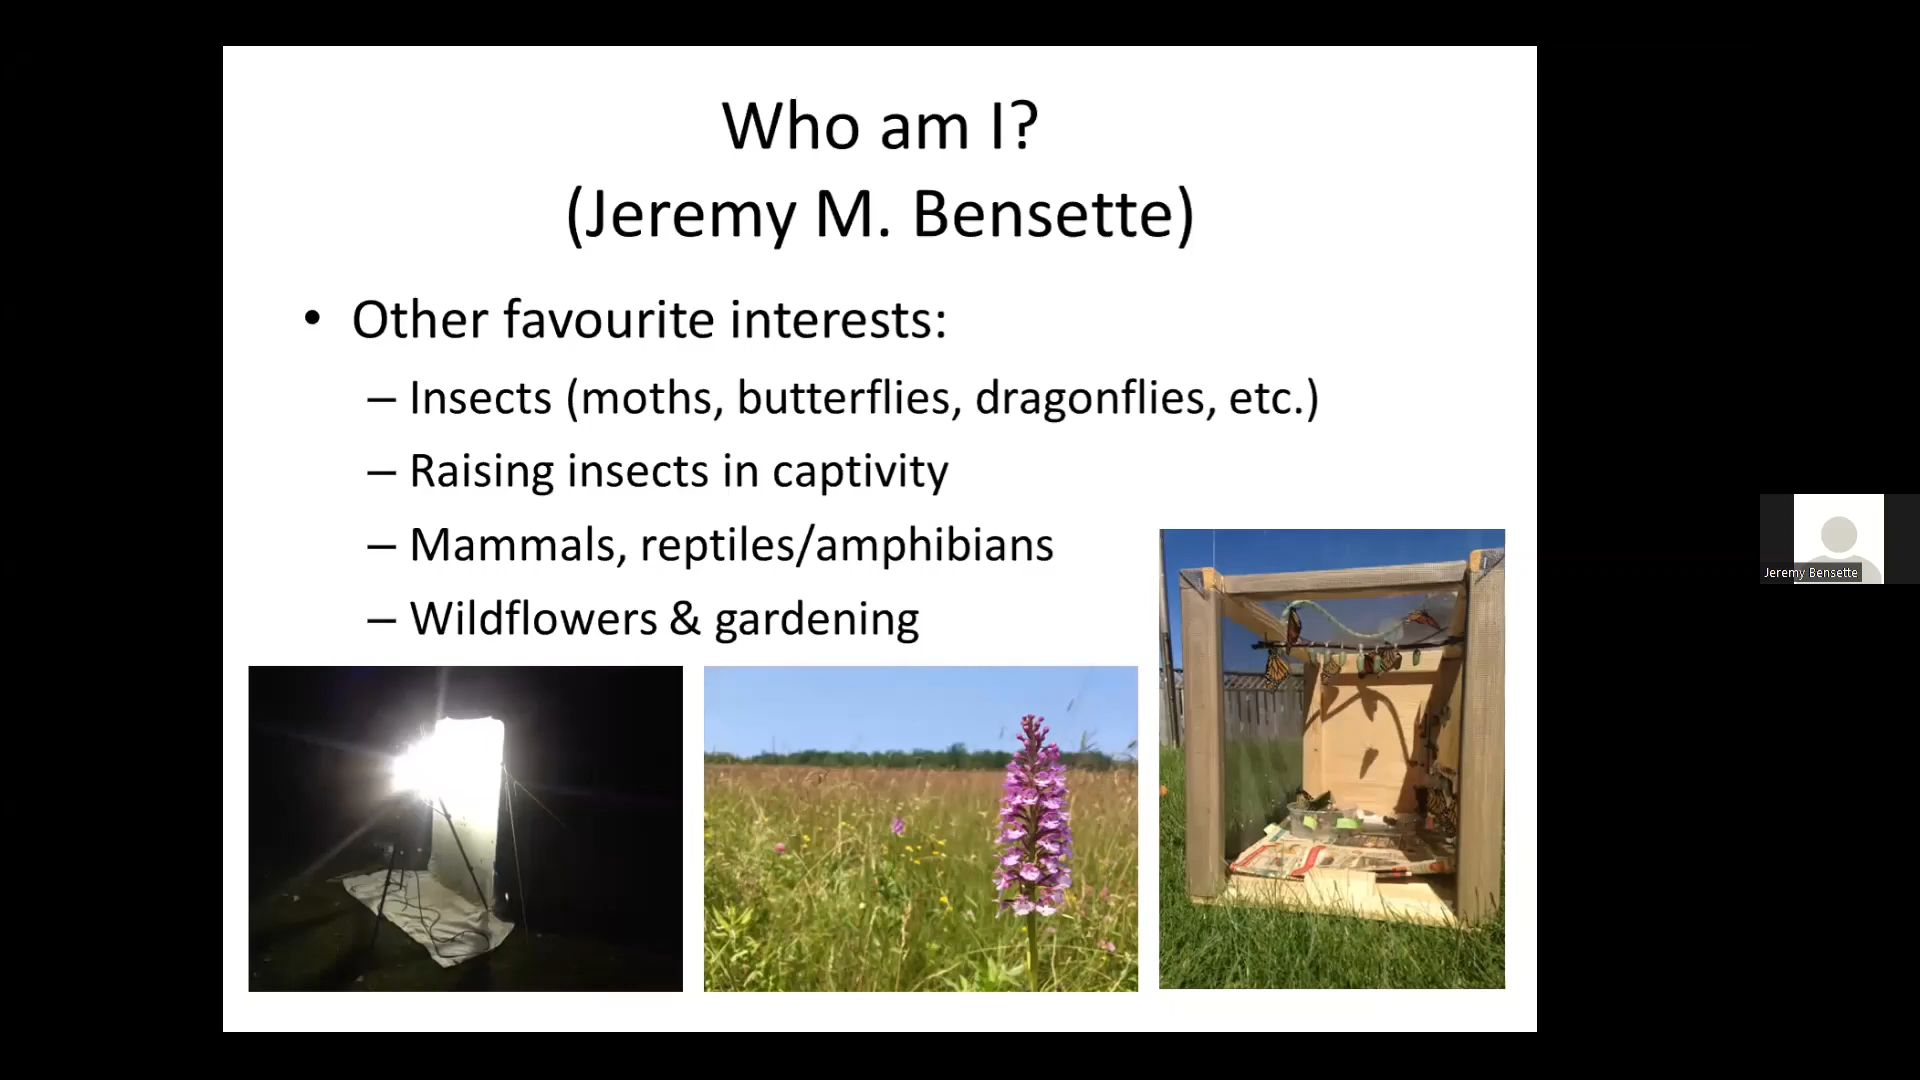 Who am I?
(Jeremy M. Bensette)
• Other favourite interests:
– Insects (moths, butterflies, dragonflies, etc.)
– Raising insects in captivity
– Mammals, reptiles/amphibians
– Wildflowers & gardening
Jeremy Bensette